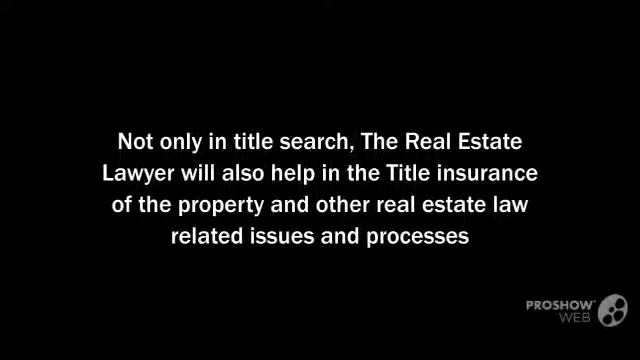 Not only in title search, The Real Estate
Lawyer will also help in the Title insurance
of the property and other real estate law
related issues and processes
PROSHOW
WEB